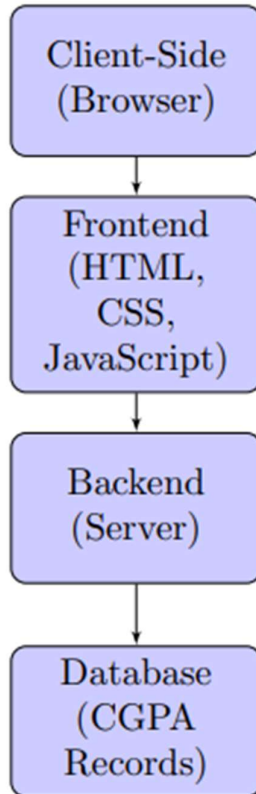 Client-Side
(Browser)
Frontend
(HTML,
CSS,
JavaScript)
Backend
(Server)
Database
(CGPA
Records)